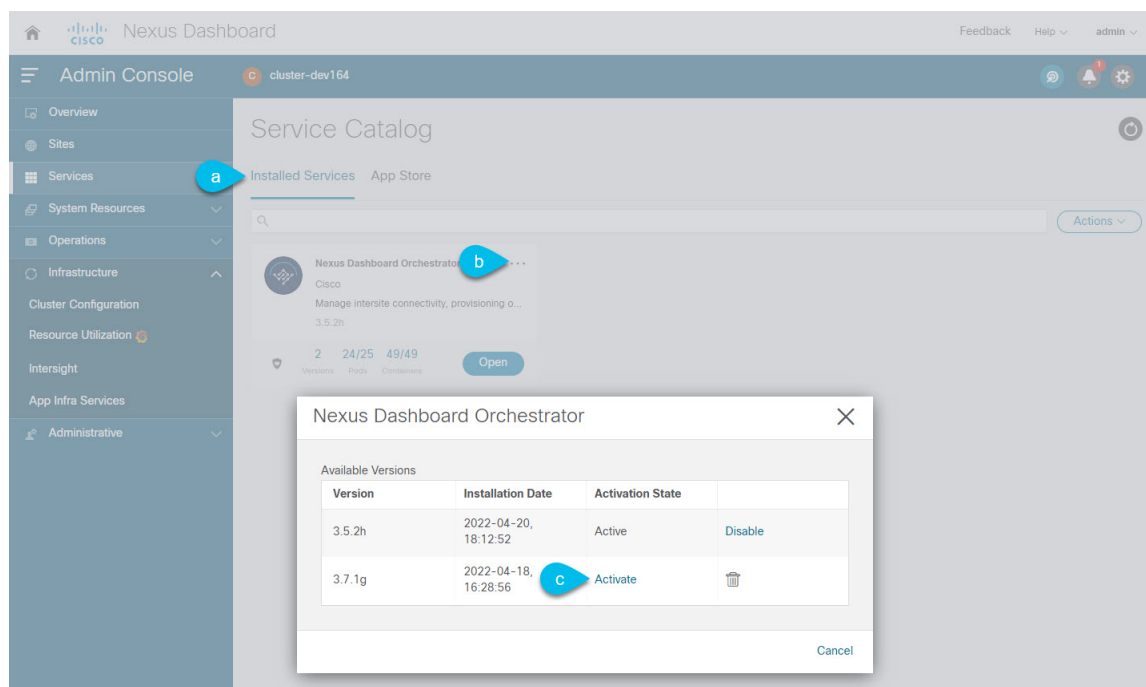 cisco Nexus Dashboard
Feedback Help admin
Admin Console
C cluster-dev164
1
Overview
Sites
Services
System Resources
Operations
Infrastructure
Cluster Configuration
Resource Utilization
Intersight
App Infra Services
Administrative
Service Catalog
a
Installed Services App Store
Actions
Nexus Dashboard Orchestrator
b
...
Cisco
Manage intersite connectivity, provisioning o...
3.5.2h
2 24/25 49/49
Versions Pods Containers
Open
Nexus Dashboard Orchestrator
Available Versions
Version Installation Date Activation State
3.5.2h 2022-04-20, 18:12:52 Active Disable
3.7.1g 2022-04-18, 16:28:56 c Activate
Cancel